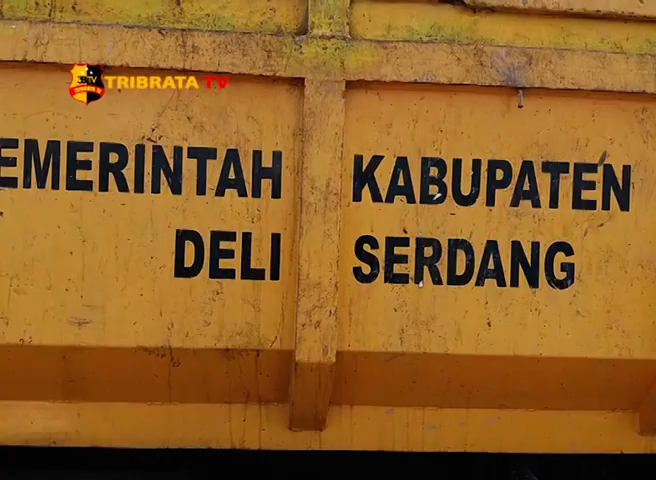 TRIBRATA TV
EMERINTAH KABUPATEN
DELI SERDANG